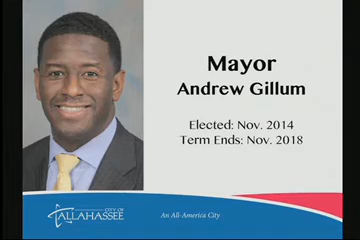 Mayor
Andrew Gillum
Elected: Nov. 2014
Term Ends: Nov. 2018
CITY OF
TALLAHASSEE
An All-America City